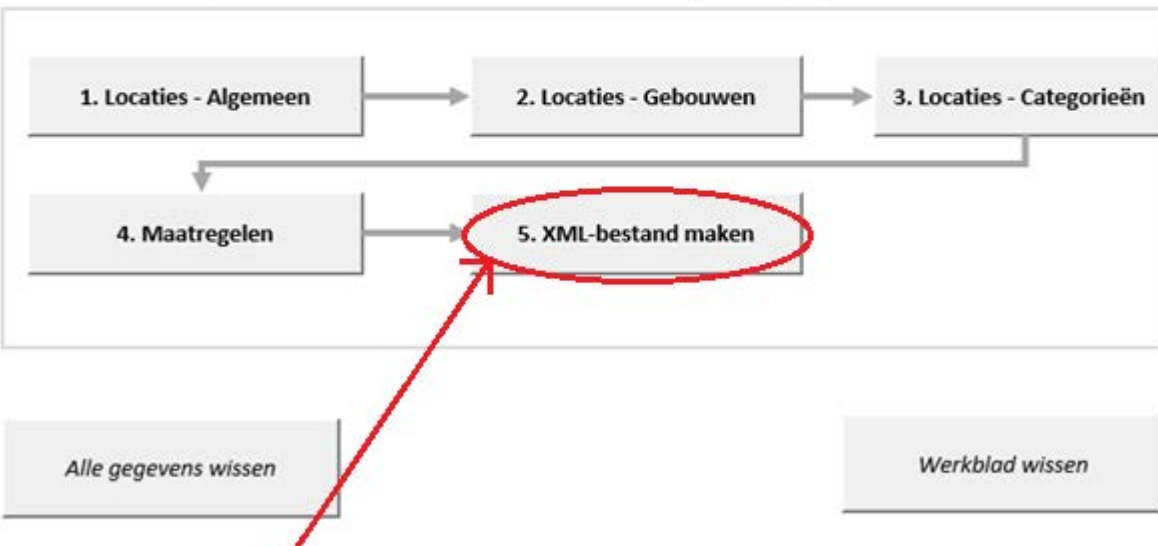 1. Locaties - Algemeen
2. Locaties - Gebouwen
3. Locaties - Categorieën
4. Maatregelen
5. XML-bestand maken
Alle gegevens wissen
Werkblad wissen